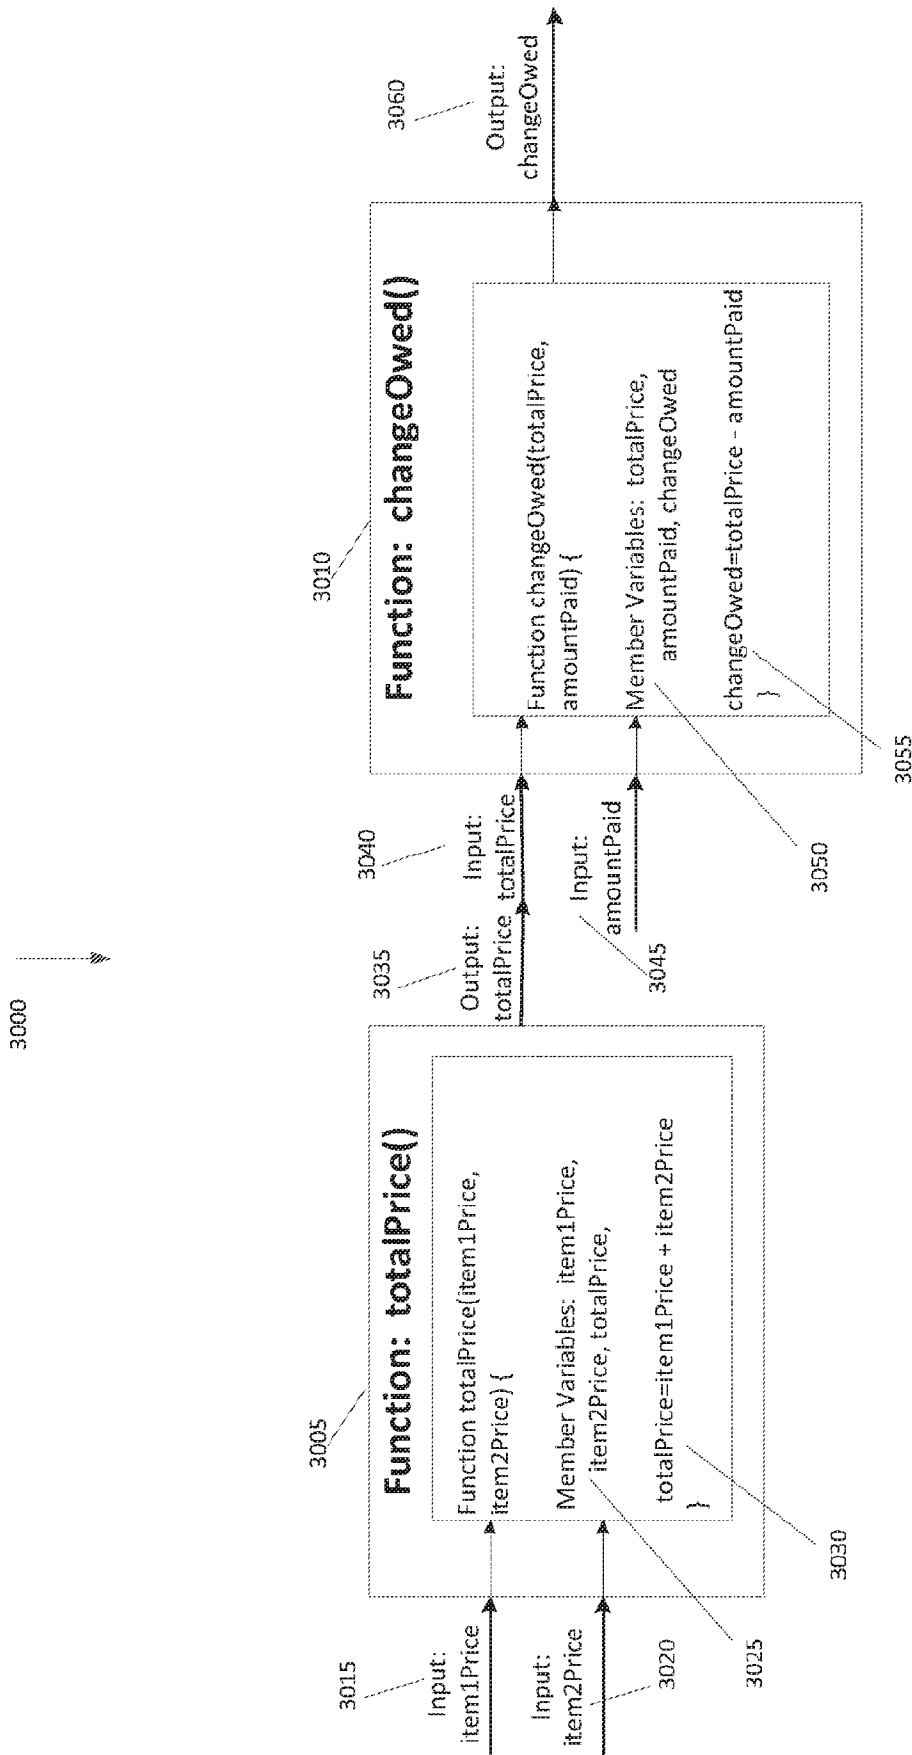 3000
3005
Function: totalPrice()
Function totalPrice(item1Price,
item2Price) {
Member Variables: item1Price,
item2Price, totalPrice,
totalPrice=item1Price + item2Price
}
3015
Input:
item1Price
Input:
item2Price
3020
3025
3030
3035
Output:
totalPrice
3040
Input:
totalPrice
Input:
amountPaid
3045
3010
Function: changeOwed()
Function changeOwed(totalPrice,
amountPaid) {
Member Variables: totalPrice,
amountPaid, changeOwed
changeOwed=totalPrice - amountPaid
}
3050
3055
3060
Output:
changeOwed